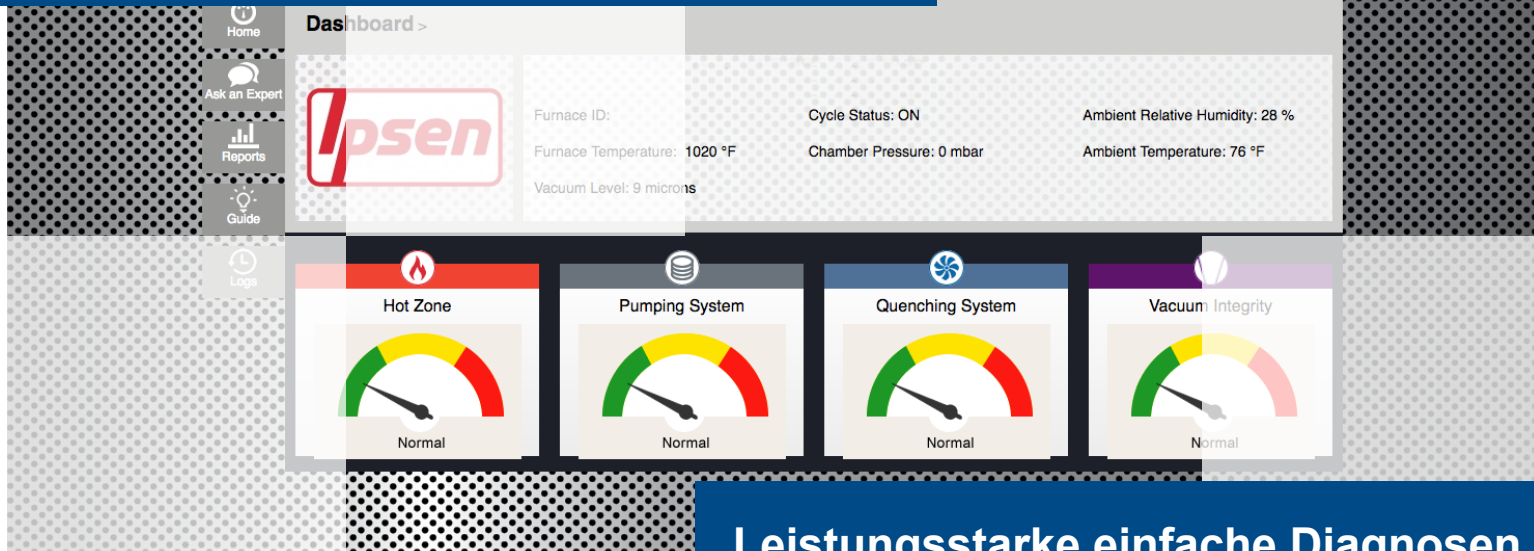 Home
Dashboard >
Ask an Expert
Reports
Guide
Logs
Ipsen
Furnace ID:
Furnace Temperature: 1020 °F
Vacuum Level: 9 microns
Cycle Status: ON
Chamber Pressure: 0 mbar
Ambient Relative Humidity: 28 %
Ambient Temperature: 76 °F
Hot Zone
Normal
Pumping System
Normal
Quenching System
Normal
Vacuum Integrity
Normal
Leistungsstarke einfache Diagnosen